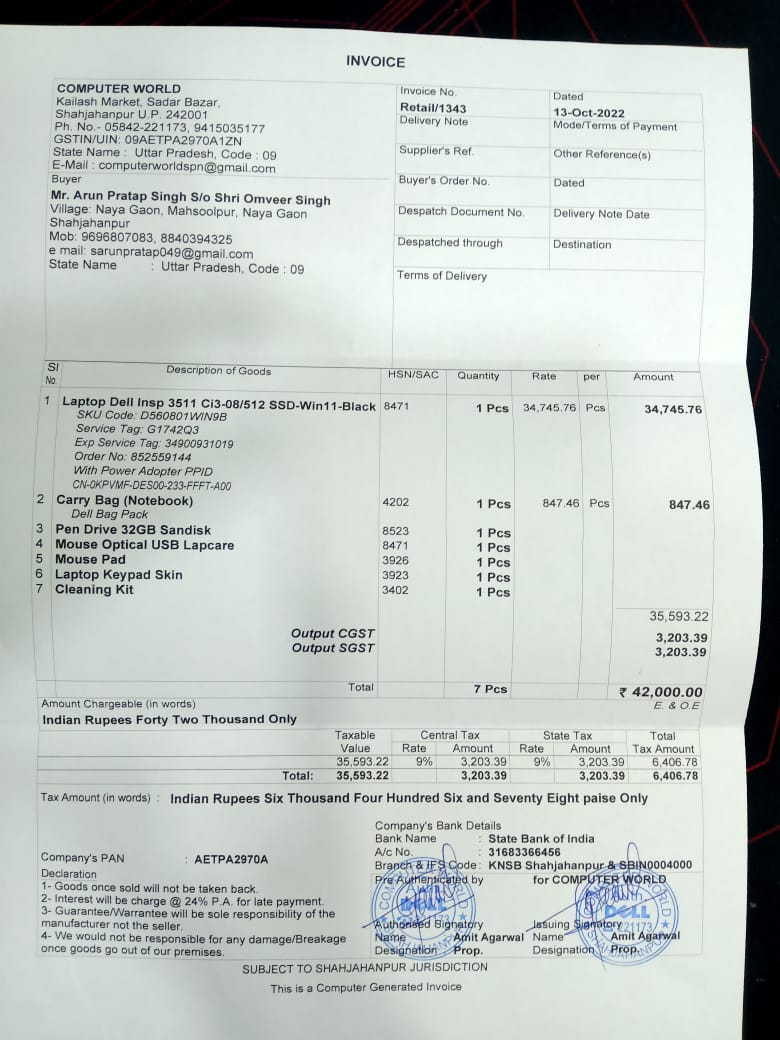 INVOICE
COMPUTER WORLD
Kailash Market, Sadar Bazar,
Shahjahanpur U.P. 242001
Ph. No.- 05842-221173, 9415035177
GSTIN/UIN: 09AETPA2970A1ZN
State Name : Uttar Pradesh, Code : 09
E-Mail : computerworldspn@gmail.com
Invoice No.
Retail/1343
Dated
13-Oct-2022
Delivery Note
Mode/Terms of Payment
Supplier's Ref.
Other Reference(s)
Buyer
Mr. Arun Pratap Singh S/o Shri Omveer Singh
Village: Naya Gaon, Mahsoolpur, Naya Gaon
Shahjahanpur
Mob: 9696807083, 8840394325
e mail: sarunpratap049@gmail.com
State Name : Uttar Pradesh, Code : 09
Buyer's Order No.
Dated
Despatch Document No.
Delivery Note Date
Despatched through
Destination
Terms of Delivery
Sl No. Description of Goods HSN/SAC Quantity Rate per Amount
1 Laptop Dell Insp 3511 Ci3-08/512 SSD-Win11-Black 8471 1 Pcs 34,745.76 Pcs 34,745.76
SKU Code: D560801WIN9B
Service Tag: G1742Q3
Exp Service Tag: 34900931019
Order No: 852559144
With Power Adopter PPID
CN-0KPVMF-DES00-233-FFFT-A00
2 Carry Bag (Notebook) 4202 1 Pcs 847.46 Pcs 847.46
Dell Bag Pack
3 Pen Drive 32GB Sandisk 8523 1 Pcs
4 Mouse Optical USB Lapcare 8471 1 Pcs
5 Mouse Pad 3926 1 Pcs
6 Laptop Keypad Skin 3923 1 Pcs
7 Cleaning Kit 3402 1 Pcs
35,593.22
Output CGST 3,203.39
Output SGST 3,203.39
Total 7 Pcs ₹ 42,000.00
Amount Chargeable (in words) E. & O.E
Indian Rupees Forty Two Thousand Only
Taxable Central Tax State Tax Total
Value Rate Amount Rate Amount Tax Amount
35,593.22 9% 3,203.39 9% 3,203.39 6,406.78
Total: 35,593.22 3,203.39 3,203.39 6,406.78
Tax Amount (in words) : Indian Rupees Six Thousand Four Hundred Six and Seventy Eight paise Only
Company's Bank Details
Bank Name : State Bank of India
A/c No. : 31683366456
Branch & IFS Code : KNSB Shahjahanpur & SBIN0004000
Company's PAN : AETPA2970A
Declaration
1- Goods once sold will not be taken back.
2- Interest will be charge @ 24% P.A. for late payment.
3- Guarantee/Warrantee will be sole responsibility of the
manufacturer not the seller.
4- We would not be responsible for any damage/Breakage
once goods go out of our premises.
Pre Authenticated by
for COMPUTER WORLD
Authorised Signatory
Name Amit Agarwal
Designation Prop.
Issuing Signatory
Name Amit Agarwal
Designation Prop.
COMPUTER WORLD
DELL
SHAHJAHANPUR
COMPUTER WORLD
With
DELL
221173
SHAHJAHANPUR
SUBJECT TO SHAHJAHANPUR JURISDICTION
This is a Computer Generated Invoice